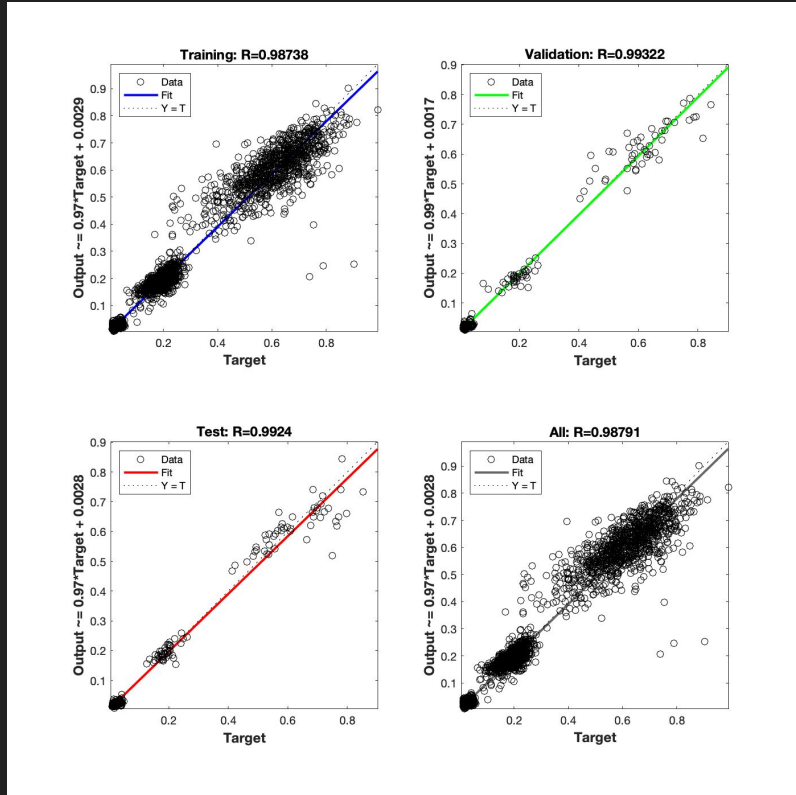 Training: R=0.98738
Output ~= 0.97*Target + 0.0029
Data
Fit
Y = T
0.9
0.8
0.7
0.6
0.5
0.4
0.3
0.2
0.1
0.2
0.4
0.6
0.8
Target
Validation: R=0.99322
Output ~= 0.99*Target + 0.0017
Data
Fit
Y = T
0.9
0.8
0.7
0.6
0.5
0.4
0.3
0.2
0.1
0.2
0.4
0.6
0.8
Target
Test: R=0.9924
Output ~= 0.97*Target + 0.0028
Data
Fit
Y = T
0.9
0.8
0.7
0.6
0.5
0.4
0.3
0.2
0.1
0.2
0.4
0.6
0.8
Target
All: R=0.98791
Output ~= 0.97*Target + 0.0028
Data
Fit
Y = T
0.9
0.8
0.7
0.6
0.5
0.4
0.3
0.2
0.1
0.2
0.4
0.6
0.8
Target